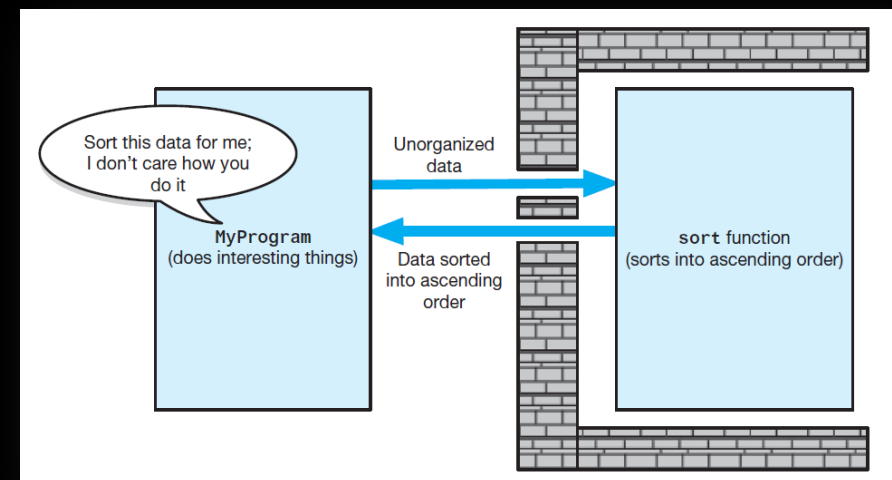 Sort this data for me;
I don’t care how you
do it
MyProgram
(does interesting things)
Unorganized
data
Data sorted
into ascending
order
sort function
(sorts into ascending order)